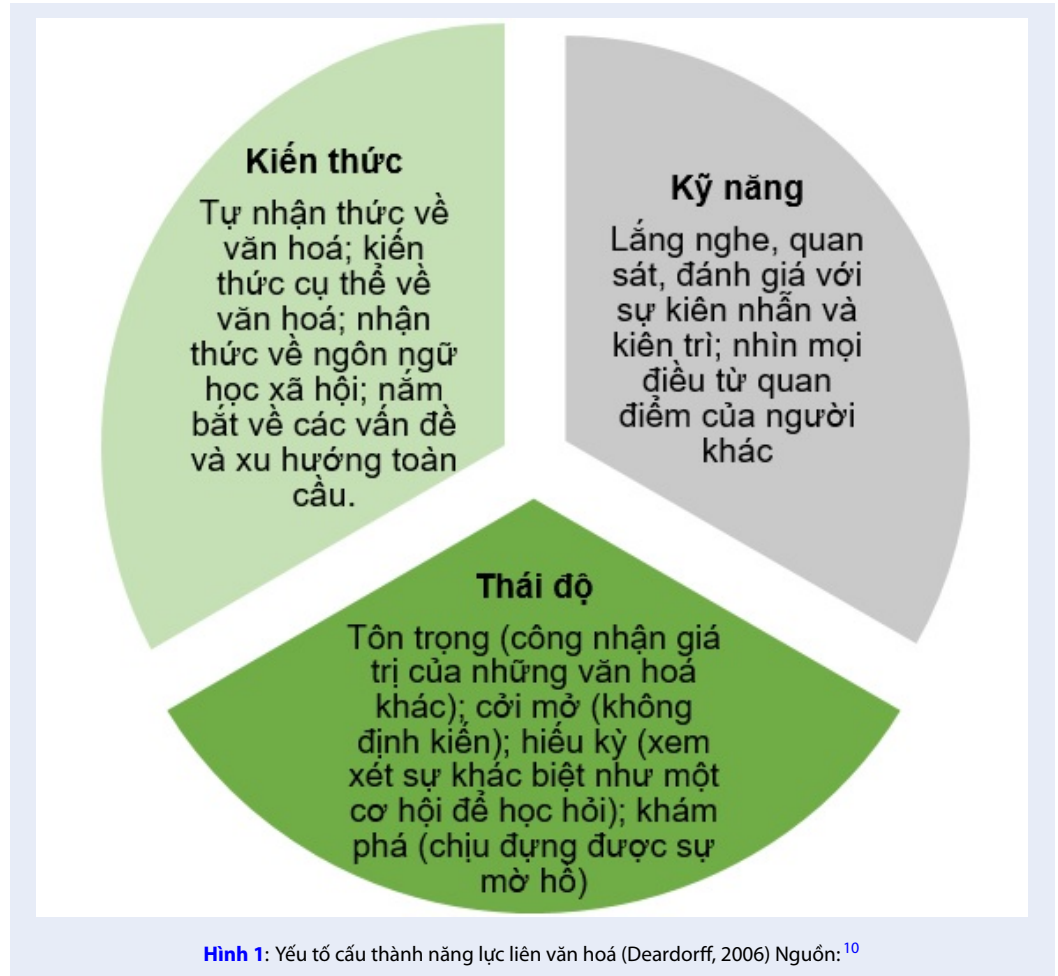 Kiến thức
Tự nhận thức về
văn hoá; kiến
thức cụ thể về
văn hoá; nhận
thức về ngôn ngữ
học xã hội; nắm
bắt về các vấn đề
và xu hướng toàn
cầu.
Kỹ năng
Lắng nghe, quan
sát, đánh giá với
sự kiên nhẫn và
kiên trì; nhìn mọi
điều từ quan
điểm của người
khác
Thái độ
Tôn trọng (công nhận giá
trị của những văn hoá
khác); cởi mở (không
định kiến); hiếu kỳ (xem
xét sự khác biệt như một
cơ hội để học hỏi); khám
phá (chịu đựng được sự
mờ hồ)
Hình 1: Yếu tố cấu thành năng lực liên văn hoá (Deardorff, 2006) Nguồn: 10